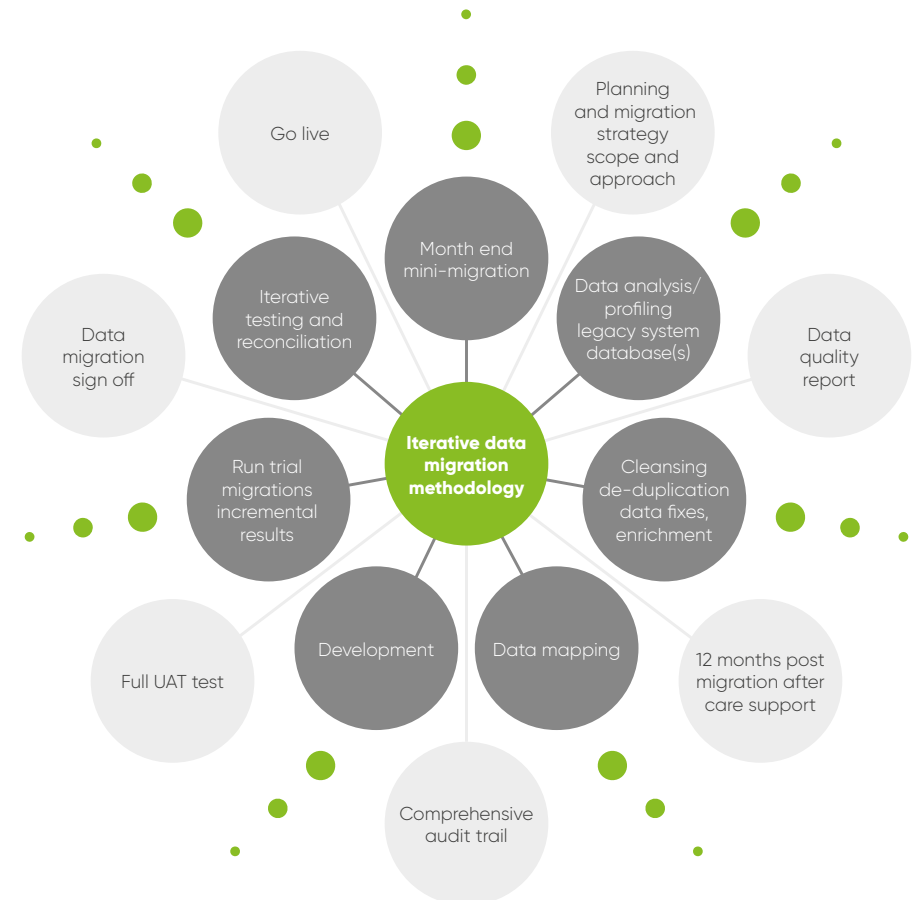 Go live
Planning
and migration
strategy
scope and
approach
Month end
mini-migration
Iterative
testing and
reconciliation
Data analysis/
profiling
legacy system
database(s)
Data
migration
sign off
Data
quality
report
Iterative data
migration
methodology
Run trial
migrations
incremental
results
Cleansing
de-duplication
data fixes,
enrichment
Development
Data mapping
Full UAT test
12 months post
migration after
care support
Comprehensive
audit trail